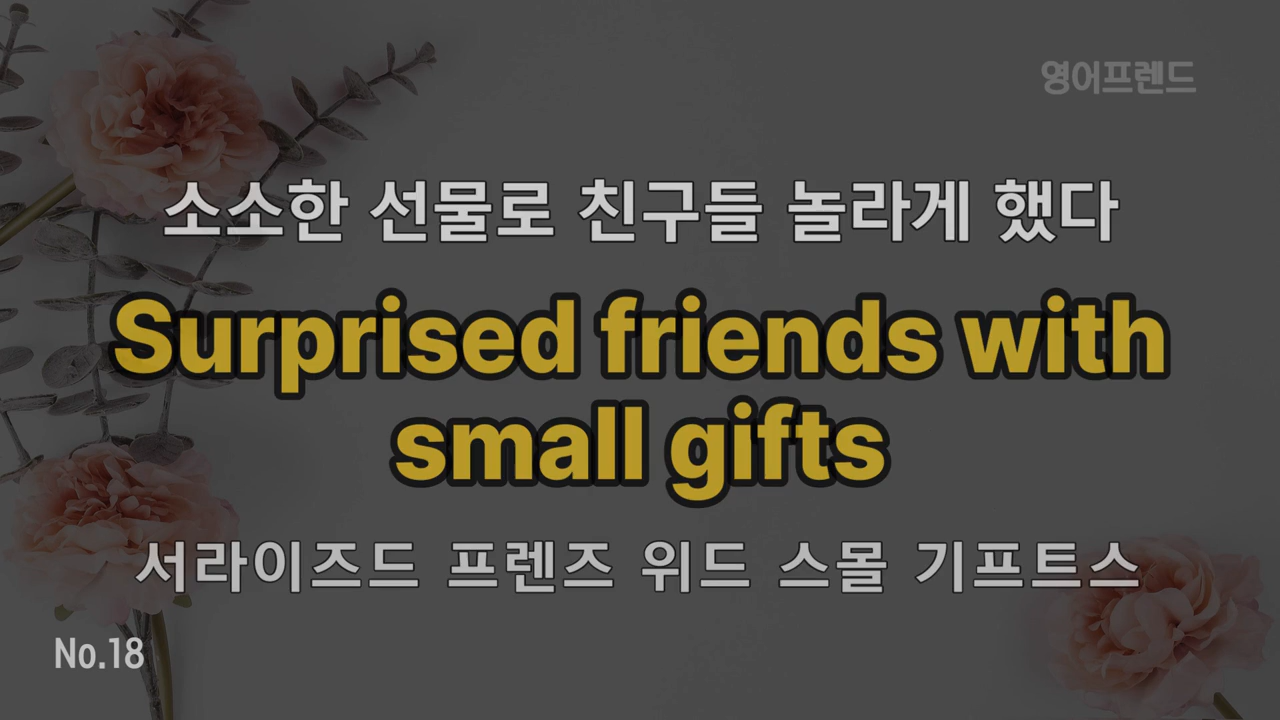 영어프렌드
소소한 선물로 친구들 놀라게 했다
Surprised friends with
small gifts
서라이즈드 프렌즈 위드 스몰 기프트스
No.18